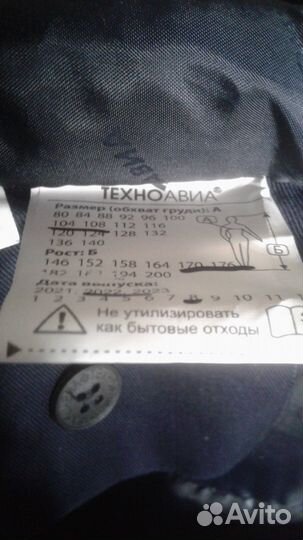 ТЕХНОАВИА®
Размер (обхват груди): А
80 84 88 92 96 100
104 108 112 116
120 124 128 132
136 140
Рост: Б
146 152 158 164 170 176
182 194 200
Дата выпуска:
2021 2022 2023
1 2 3 4 5 6 7 8 9 10 11
Не утилизировать
как бытовые отходы
А
Б
Avito